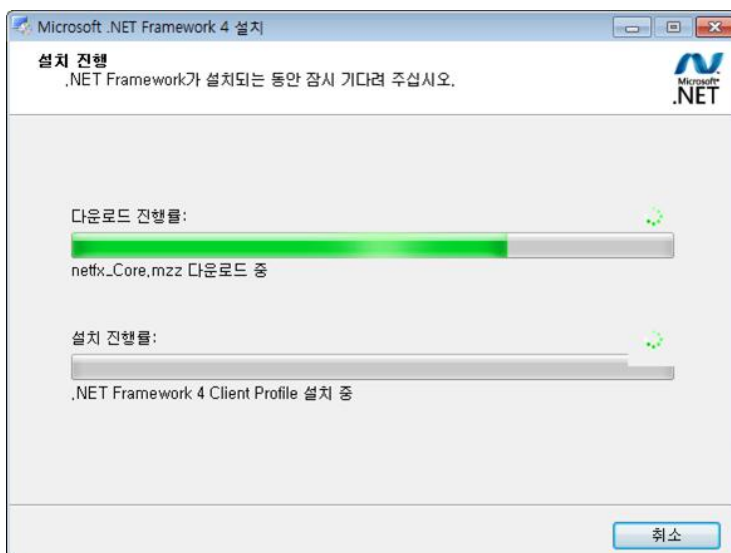 Microsoft .NET Framework 4 설치
설치 진행
.NET Framework가 설치되는 동안 잠시 기다려 주십시오.
Microsoft®
.NET
다운로드 진행률:
netfx_Core.mzz 다운로드 중
설치 진행률:
.NET Framework 4 Client Profile 설치 중
취소